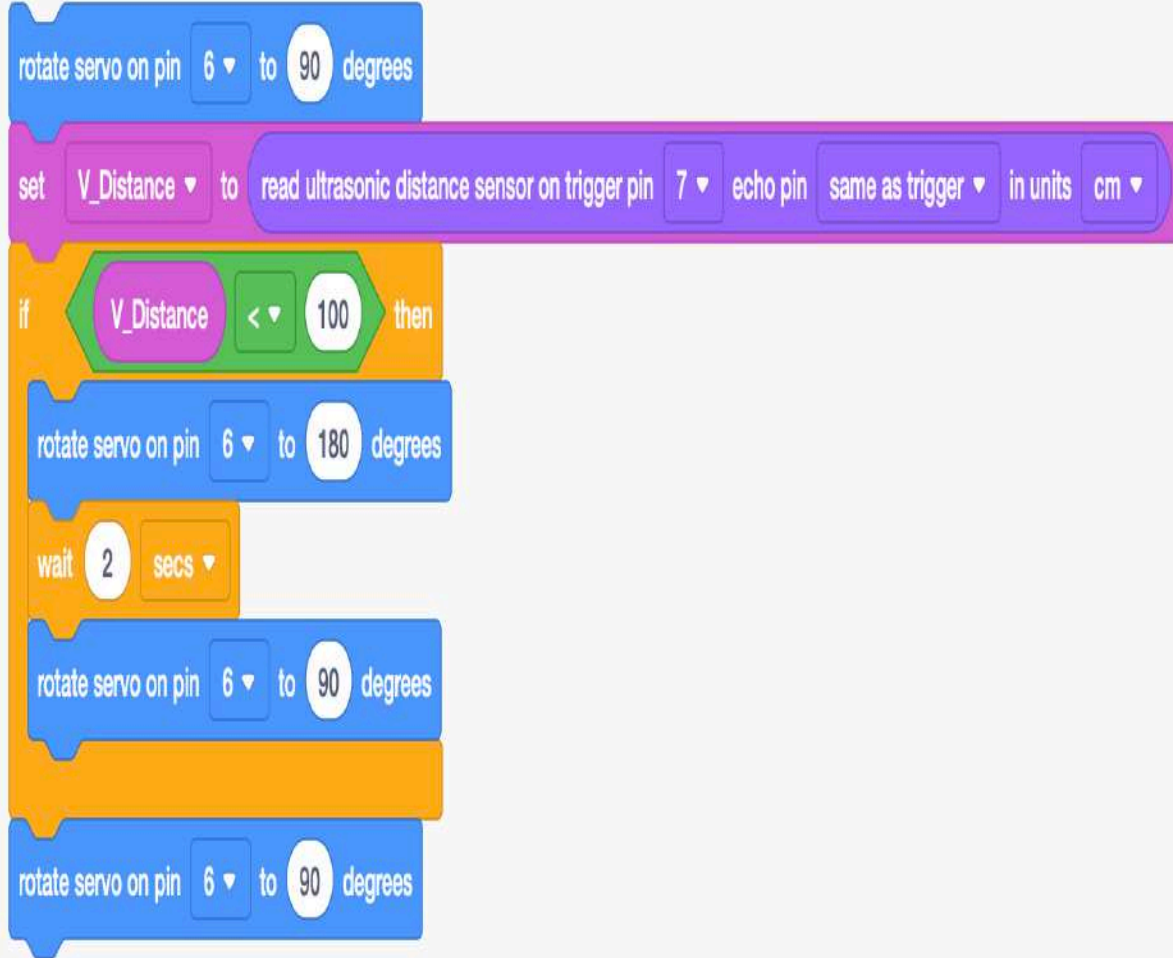 rotate servo on pin 6 to 90 degrees
set V_Distance to read ultrasonic distance sensor on trigger pin 7 echo pin same as trigger in units cm
if V_Distance < 100 then
rotate servo on pin 6 to 180 degrees
wait 2 secs
rotate servo on pin 6 to 90 degrees
rotate servo on pin 6 to 90 degrees